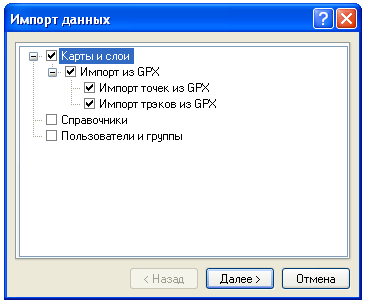 Импорт данных
Карты и слои
Импорт из GPX
Импорт точек из GPX
Импорт трэков из GPX
Справочники
Пользователи и группы
< Назад Далее > Отмена